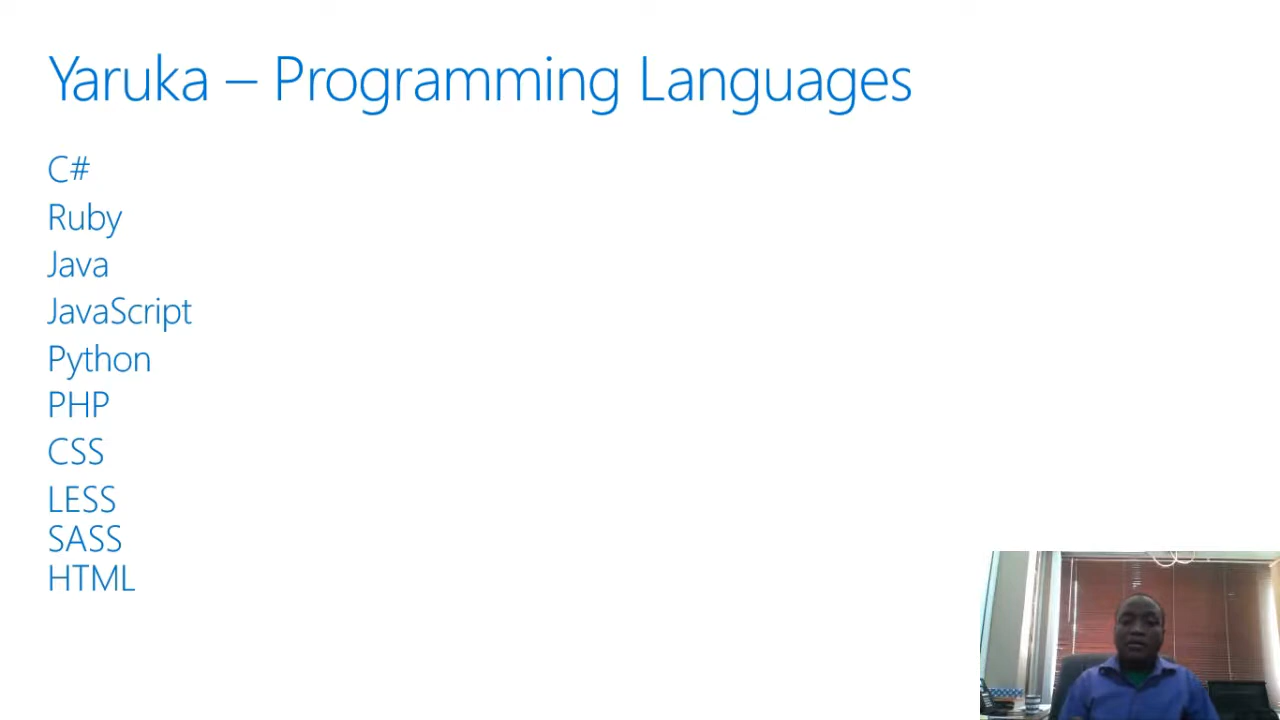 Yaruka – Programming Languages
C#
Ruby
Java
JavaScript
Python
PHP
CSS
LESS
SASS
HTML